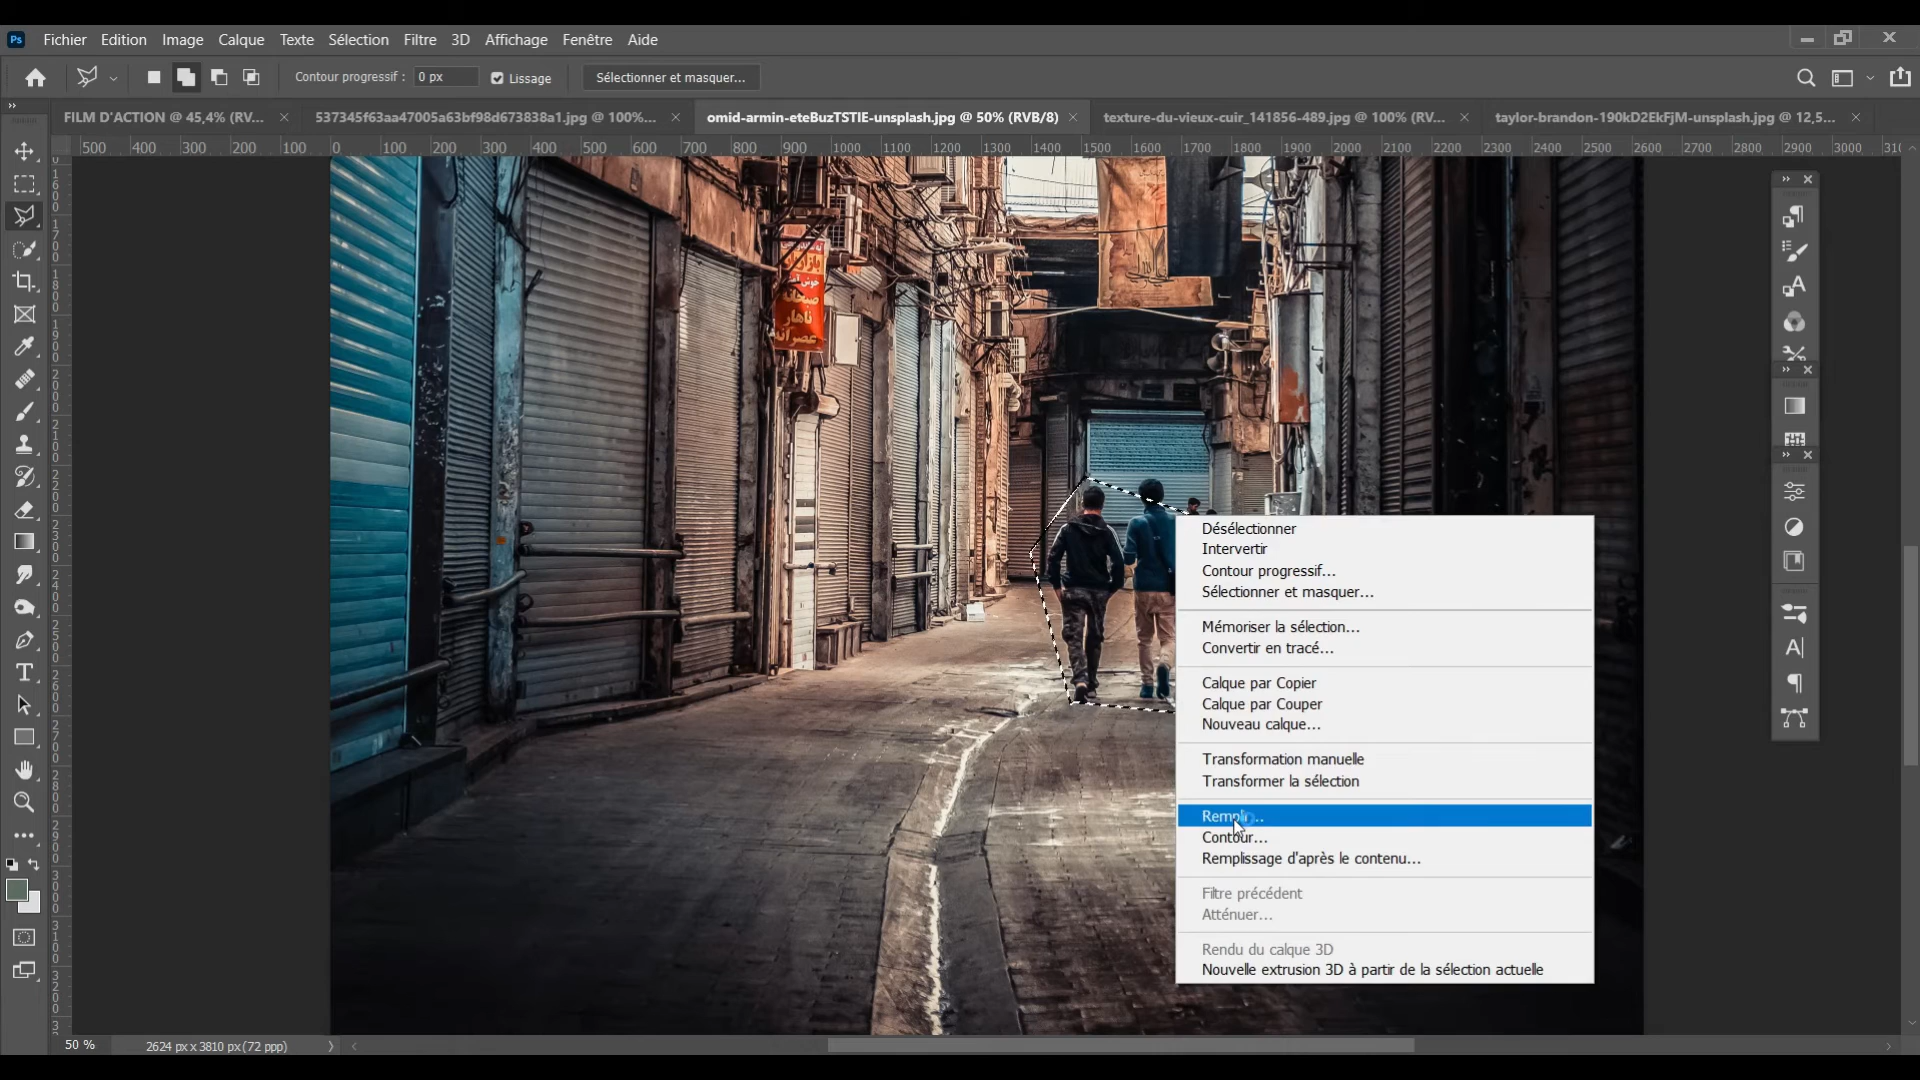 Ps Fichier Edition Image Calque Texte Sélection Filtre 3D Affichage Fenêtre Aide
Contour progressif : 0 px Lissage Sélectionner et masquer...
FILM D'ACTION @ 45,4% (RV... 537345f63aa47005a63bf98d673838a1.jpg @ 100%... omid-armin-eteBuzTSTIE-unsplash.jpg @ 50% (RVB/8) texture-du-vieux-cuir_141856-489.jpg @ 100% (RV... taylor-brandon-190kD2EkFjM-unsplash.jpg @ 12,5...
500 400 300 200 100 0 100 200 300 400 500 600 700 800 900 1000 1100 1200 1300 1400 1500 1600 1700 1800 1900 2000 2100 2200 2300 2400 2500 2600 2700 2800 2900 3000
صبحانه
ناهار
عصرانه
Désélectionner
Intervertir
Contour progressif...
Sélectionner et masquer...
Mémoriser la sélection...
Convertir en tracé...
Calque par Copier
Calque par Couper
Nouveau calque...
Transformation manuelle
Transformer la sélection
Remplir...
Contour...
Remplissage d'après le contenu...
Filtre précédent
Atténuer...
Rendu du calque 3D
Nouvelle extrusion 3D à partir de la sélection actuelle
50 % 2624 px x 3810 px (72 ppp)